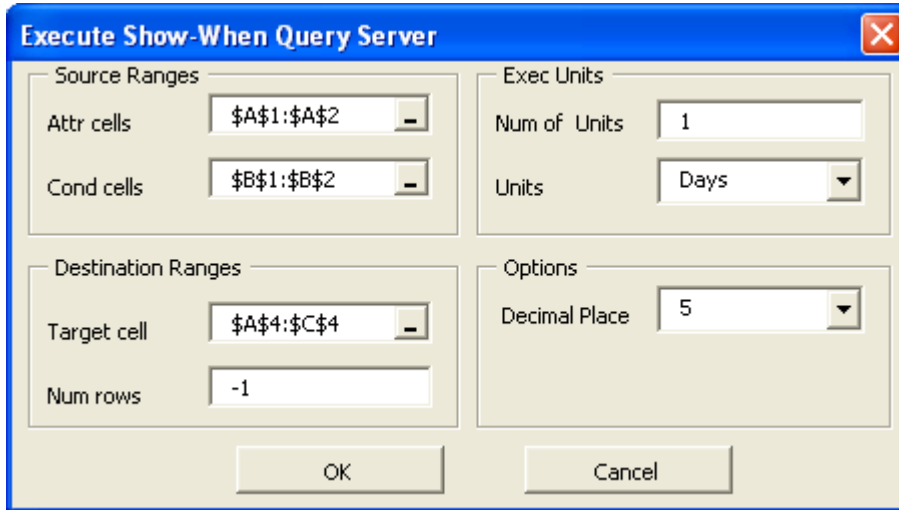 Execute Show-When Query Server
Source Ranges
Attr cells $A$1:$A$2
Cond cells $B$1:$B$2
Exec Units
Num of Units 1
Units Days
Destination Ranges
Target cell $A$4:$C$4
Num rows -1
Options
Decimal Place 5
OK Cancel